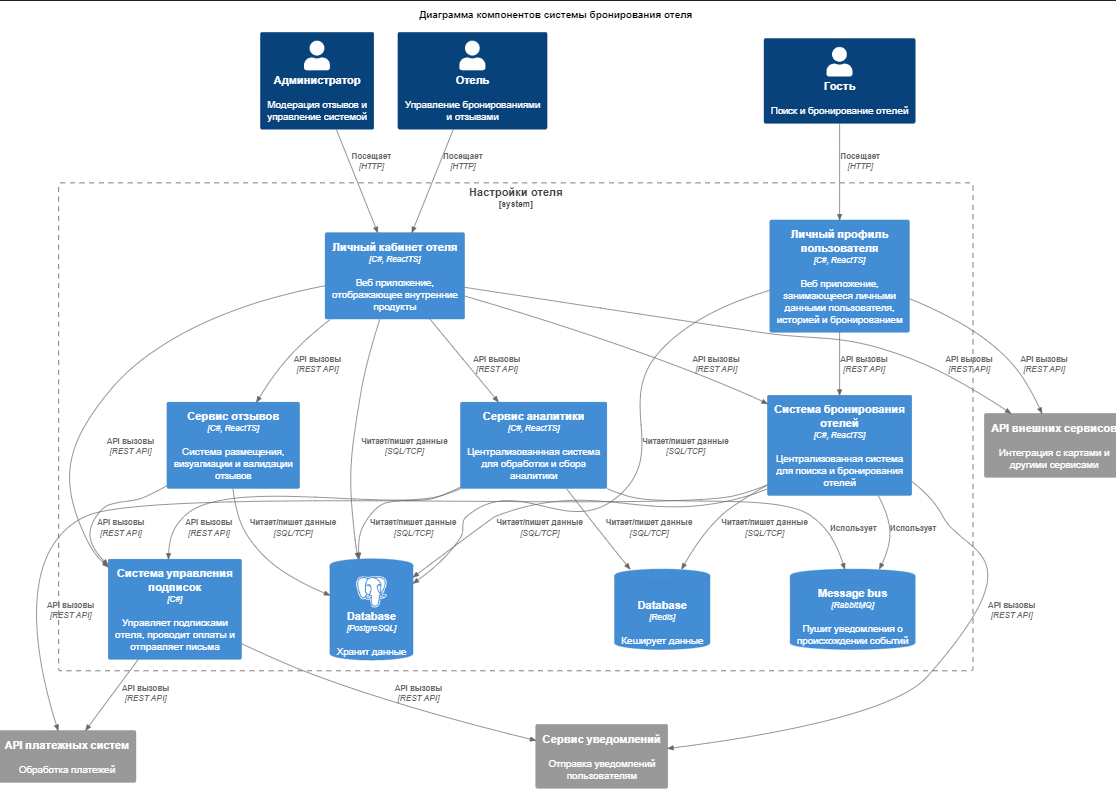 Диаграмма компонентов системы бронирования отеля
Администратор
Модерация отзывов и
управление системой
Отель
Управление бронированиями
и отзывами
Гость
Поиск и бронирование отелей
Посещает
[HTTP]
Посещает
[HTTP]
Посещает
[HTTP]
Настройки отеля
[system]
Личный кабинет отеля
[C#, ReactTS]
Веб приложение,
отображающее внутренние
продукты
Личный профиль
пользователя
[C#, ReactTS]
Веб приложение,
занимающееся личными
данными пользователя,
историей и бронированием
API вызовы
[REST API]
API вызовы
[REST API]
API вызовы
[REST API]
API вызовы
[REST API]
API вызовы
[REST API]
API вызовы
[REST API]
Сервис отзывов
[C#, ReactTS]
Система размещения,
визуалиации и валидации
отзывов
Сервис аналитики
[C#, ReactTS]
Централизованнная система
для обработки и сбора
аналитики
Система бронирования
отелей
[C#, ReactTS]
Централизованная система
для поиска и бронирования
отелей
API внешних сервисов
Интеграция с картами и
другими сервисами
API вызовы
[REST API]
Читает/пишет данные
[SQL/TCP]
Читает/пишет данные
[SQL/TCP]
API вызовы
[REST API]
API вызовы
[REST API]
Читает/пишет данные
[SQL/TCP]
Читает/пишет данные
[SQL/TCP]
Читает/пишет данные
[SQL/TCP]
Читает/пишет данные
[SQL/TCP]
Читает/пишет данные
[SQL/TCP]
Использует
Использует
Система управления
подписок
[C#]
Управляет подписками
отеля, проводит оплаты и
отправляет письма
Database
[PostgreSQL]
Хранит данные
Database
[Redis]
Кеширует данные
Message bus
[RabbitMQ]
Пушит уведомления о
происхождении событий
API вызовы
[REST API]
API вызовы
[REST API]
API вызовы
[REST API]
API вызовы
[REST API]
API платежных систем
Обработка платежей
Сервис уведомлений
Отправка уведомлений
пользователям